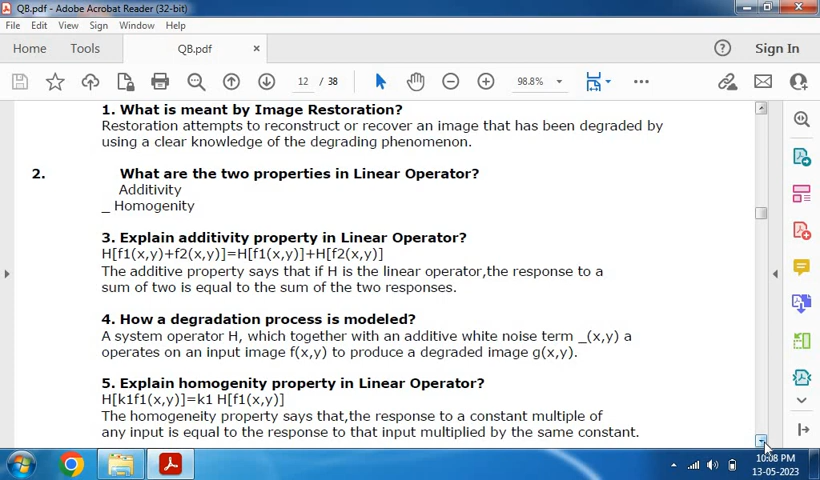 QB.pdf - Adobe Acrobat Reader (32-bit)
File Edit View Sign Window Help
Home Tools QB.pdf × Sign In
12 / 38 98.8%
1. What is meant by Image Restoration?
Restoration attempts to reconstruct or recover an image that has been degraded by
using a clear knowledge of the degrading phenomenon.
2. What are the two properties in Linear Operator?
Additivity
_ Homogenity
3. Explain additivity property in Linear Operator?
H[f1(x,y)+f2(x,y)]=H[f1(x,y)]+H[f2(x,y)]
The additive property says that if H is the linear operator,the response to a
sum of two is equal to the sum of the two responses.
4. How a degradation process is modeled?
A system operator H, which together with an additive white noise term _(x,y) a
operates on an input image f(x,y) to produce a degraded image g(x,y).
5. Explain homogenity property in Linear Operator?
H[k1f1(x,y)]=k1 H[f1(x,y)]
The homogeneity property says that,the response to a constant multiple of
any input is equal to the response to that input multiplied by the same constant.
10:08 PM
13-05-2023